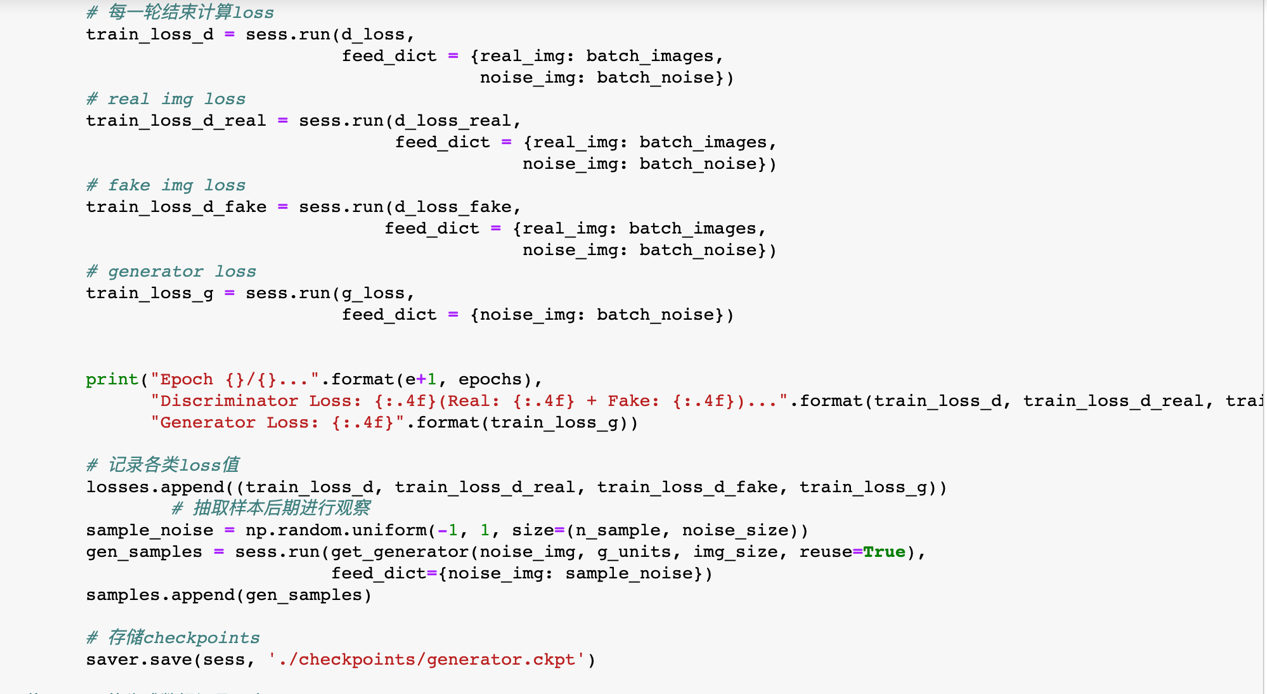 # 每一轮结束计算loss
train_loss_d = sess.run(d_loss,
feed_dict = {real_img: batch_images,
noise_img: batch_noise})
# real img loss
train_loss_d_real = sess.run(d_loss_real,
feed_dict = {real_img: batch_images,
noise_img: batch_noise})
# fake img loss
train_loss_d_fake = sess.run(d_loss_fake,
feed_dict = {real_img: batch_images,
noise_img: batch_noise})
# generator loss
train_loss_g = sess.run(g_loss,
feed_dict = {noise_img: batch_noise})
print("Epoch {}/{}...".format(e+1, epochs),
"Discriminator Loss: {:.4f}(Real: {:.4f} + Fake: {:.4f})...".format(train_loss_d, train_loss_d_real, trai
"Generator Loss: {:.4f}".format(train_loss_g))
# 记录各类loss值
losses.append((train_loss_d, train_loss_d_real, train_loss_d_fake, train_loss_g))
# 抽取样本后期进行观察
sample_noise = np.random.uniform(-1, 1, size=(n_sample, noise_size))
gen_samples = sess.run(get_generator(noise_img, g_units, img_size, reuse=True),
feed_dict={noise_img: sample_noise})
samples.append(gen_samples)
# 存储checkpoints
saver.save(sess, './checkpoints/generator.ckpt')